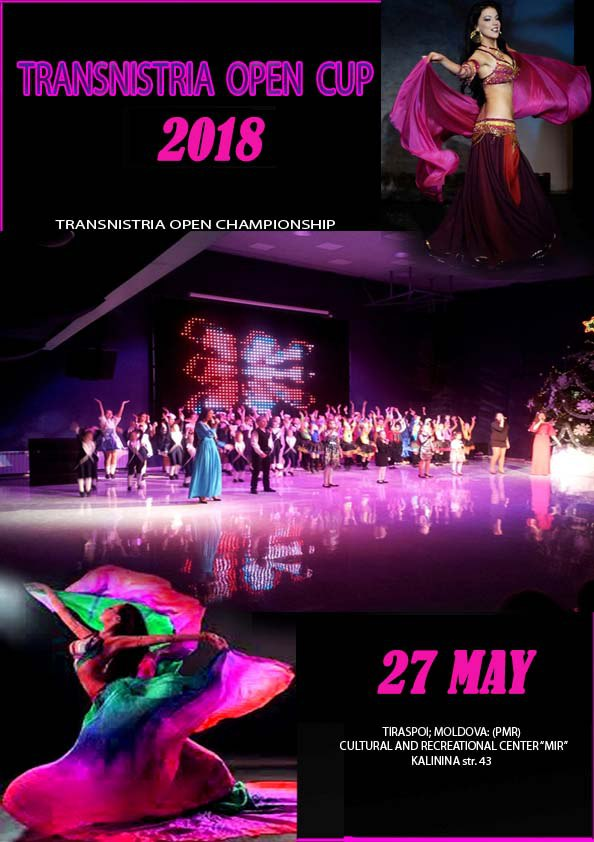 TRANSNISTRIA OPEN CUP
2018
TRANSNISTRIA OPEN CHAMPIONSHIP
27 MAY
TIRASPOl; MOLDOVA: (PMR)
CULTURAL AND RECREATIONAL CENTER “MIR”
KALININA str. 43